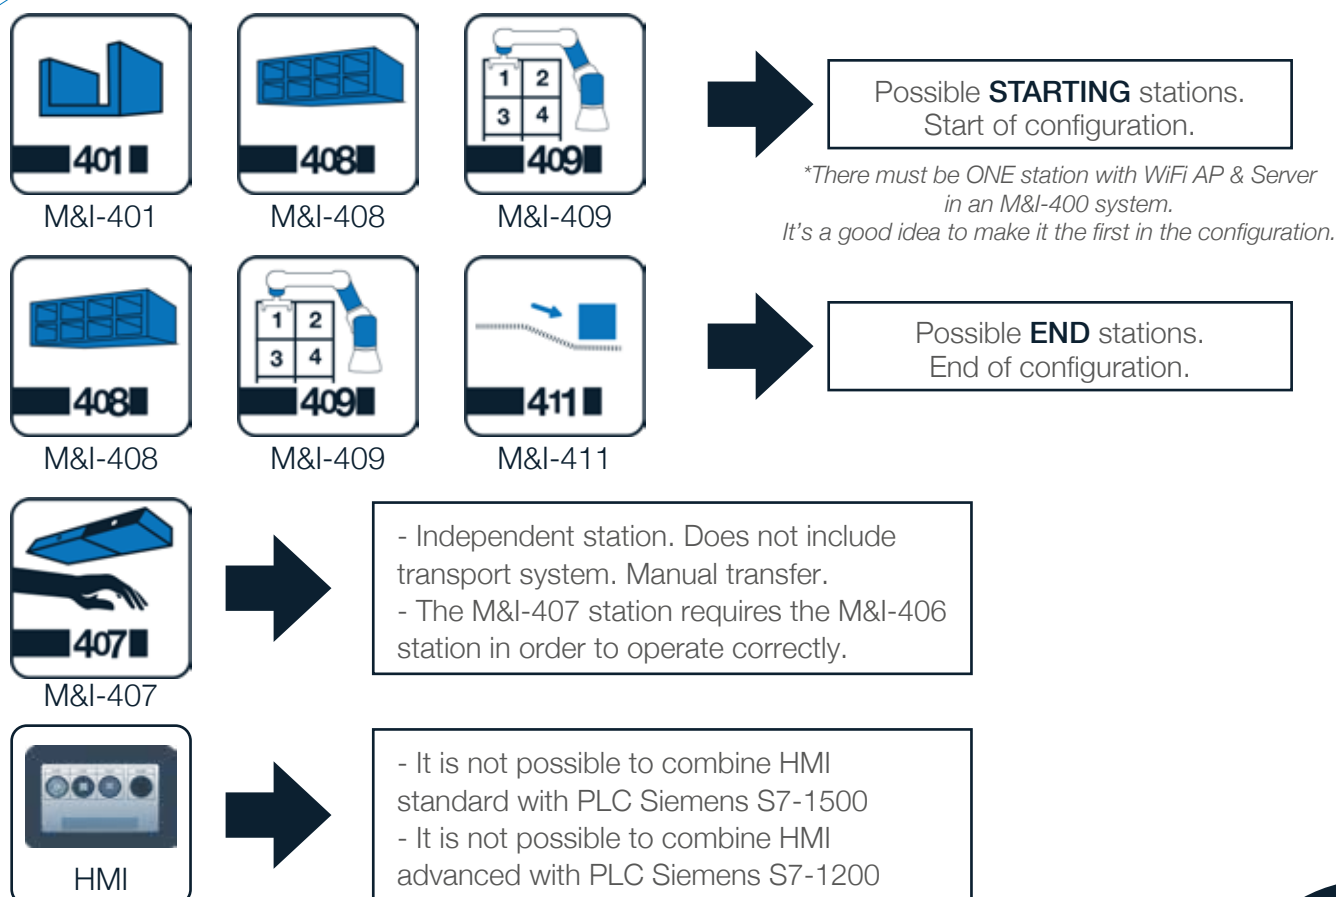 401
408
1 2
3 4
409
M&I-401
M&I-408
M&I-409
Possible STARTING stations.
Start of configuration.
*There must be ONE station with WiFi AP & Server
in an M&I-400 system.
It's a good idea to make it the first in the configuration.
408
1 2
3 4
409
411
M&I-408
M&I-409
M&I-411
Possible END stations.
End of configuration.
407
M&I-407
- Independent station. Does not include
transport system. Manual transfer.
- The M&I-407 station requires the M&I-406
station in order to operate correctly.
HMI
- It is not possible to combine HMI
standard with PLC Siemens S7-1500
- It is not possible to combine HMI
advanced with PLC Siemens S7-1200